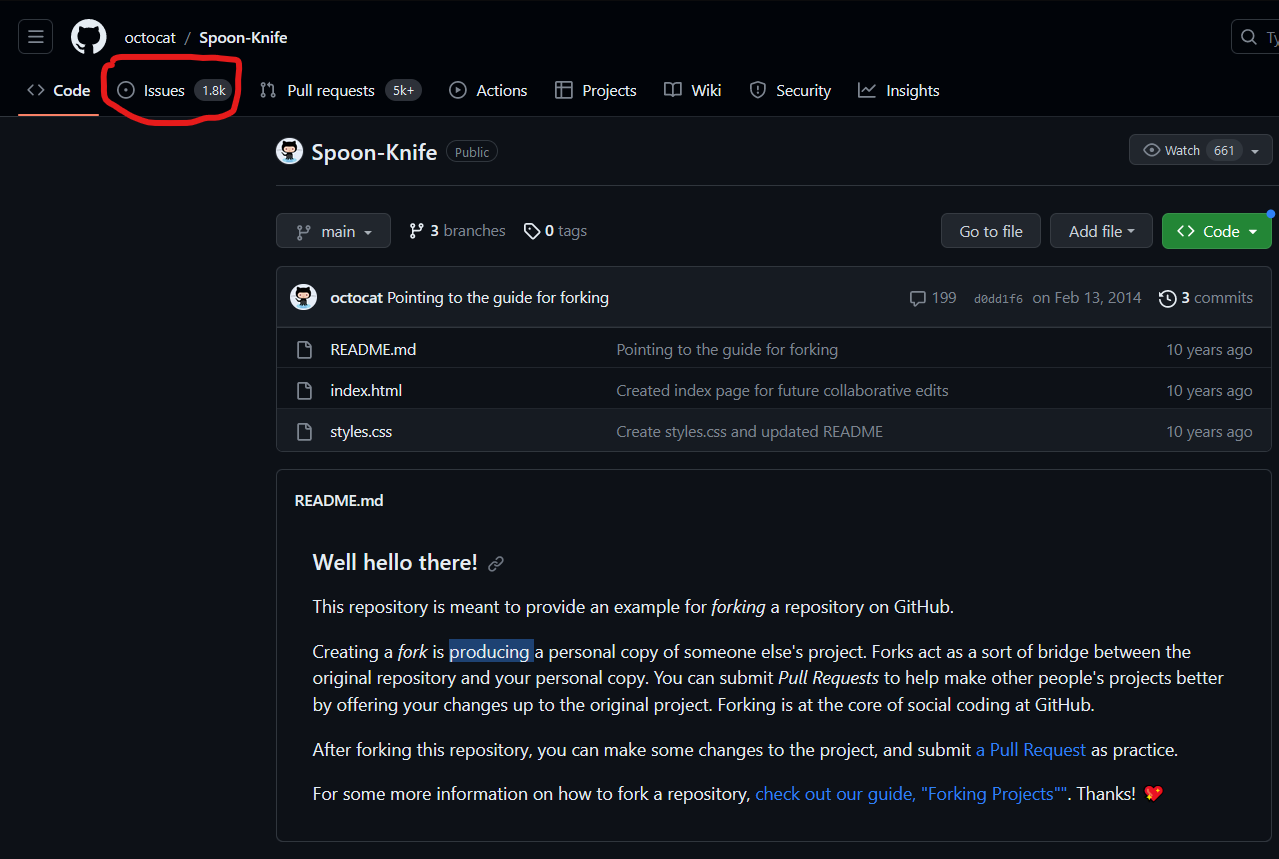 octocat / Spoon-Knife
Code Issues 1.8k Pull requests 5k+ Actions Projects Wiki Security Insights
Spoon-Knife Public Watch 661
main 3 branches 0 tags Go to file Add file Code
octocat Pointing to the guide for forking 199 d0dd1f6 on Feb 13, 2014 3 commits
README.md Pointing to the guide for forking 10 years ago
index.html Created index page for future collaborative edits 10 years ago
styles.css Create styles.css and updated README 10 years ago
README.md
Well hello there!
This repository is meant to provide an example for forking a repository on GitHub.
Creating a fork is producing a personal copy of someone else's project. Forks act as a sort of bridge between the
original repository and your personal copy. You can submit Pull Requests to help make other people's projects better
by offering your changes up to the original project. Forking is at the core of social coding at GitHub.
After forking this repository, you can make some changes to the project, and submit a Pull Request as practice.
For some more information on how to fork a repository, check out our guide, "Forking Projects"". Thanks! 💖